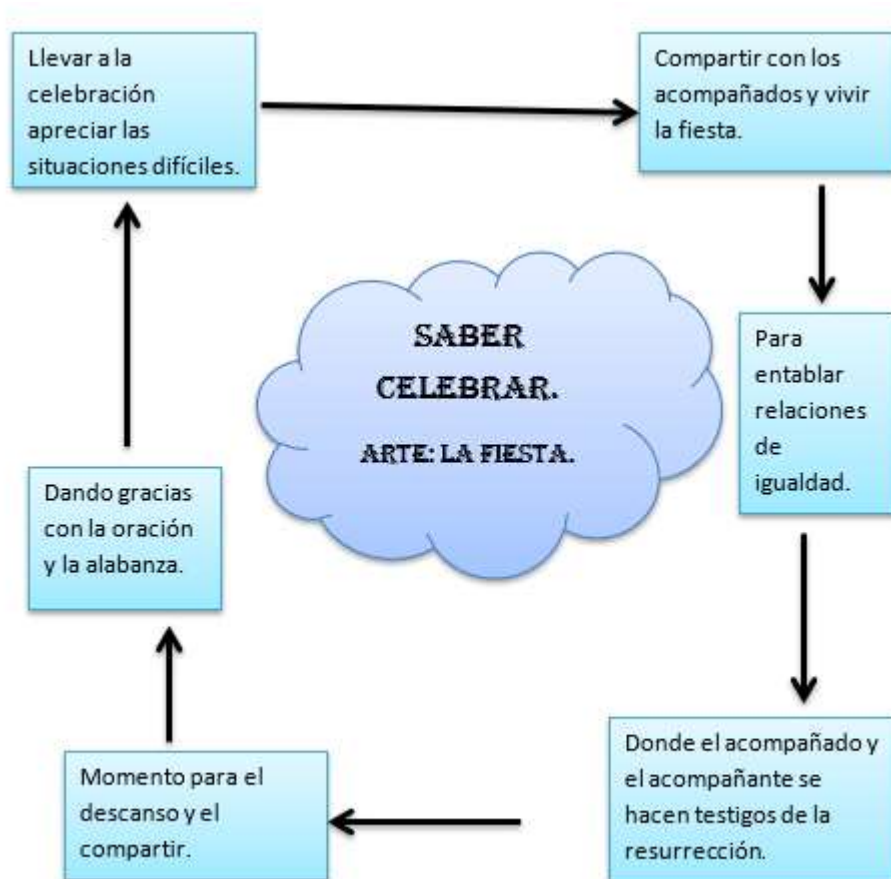 Llevar a la
celebración
apreciar las
situaciones difíciles.
Compartir con los
acompañados y vivir
la fiesta.
SABER
CELEBRAR.
ARTE: LA FIESTA.
Para
entablar
relaciones
de
igualdad.
Dando gracias
con la oración
y la alabanza.
Donde el acompañado y
el acompañante se
hacen testigos de la
resurrección.
Momento para el
descanso y el
compartir.